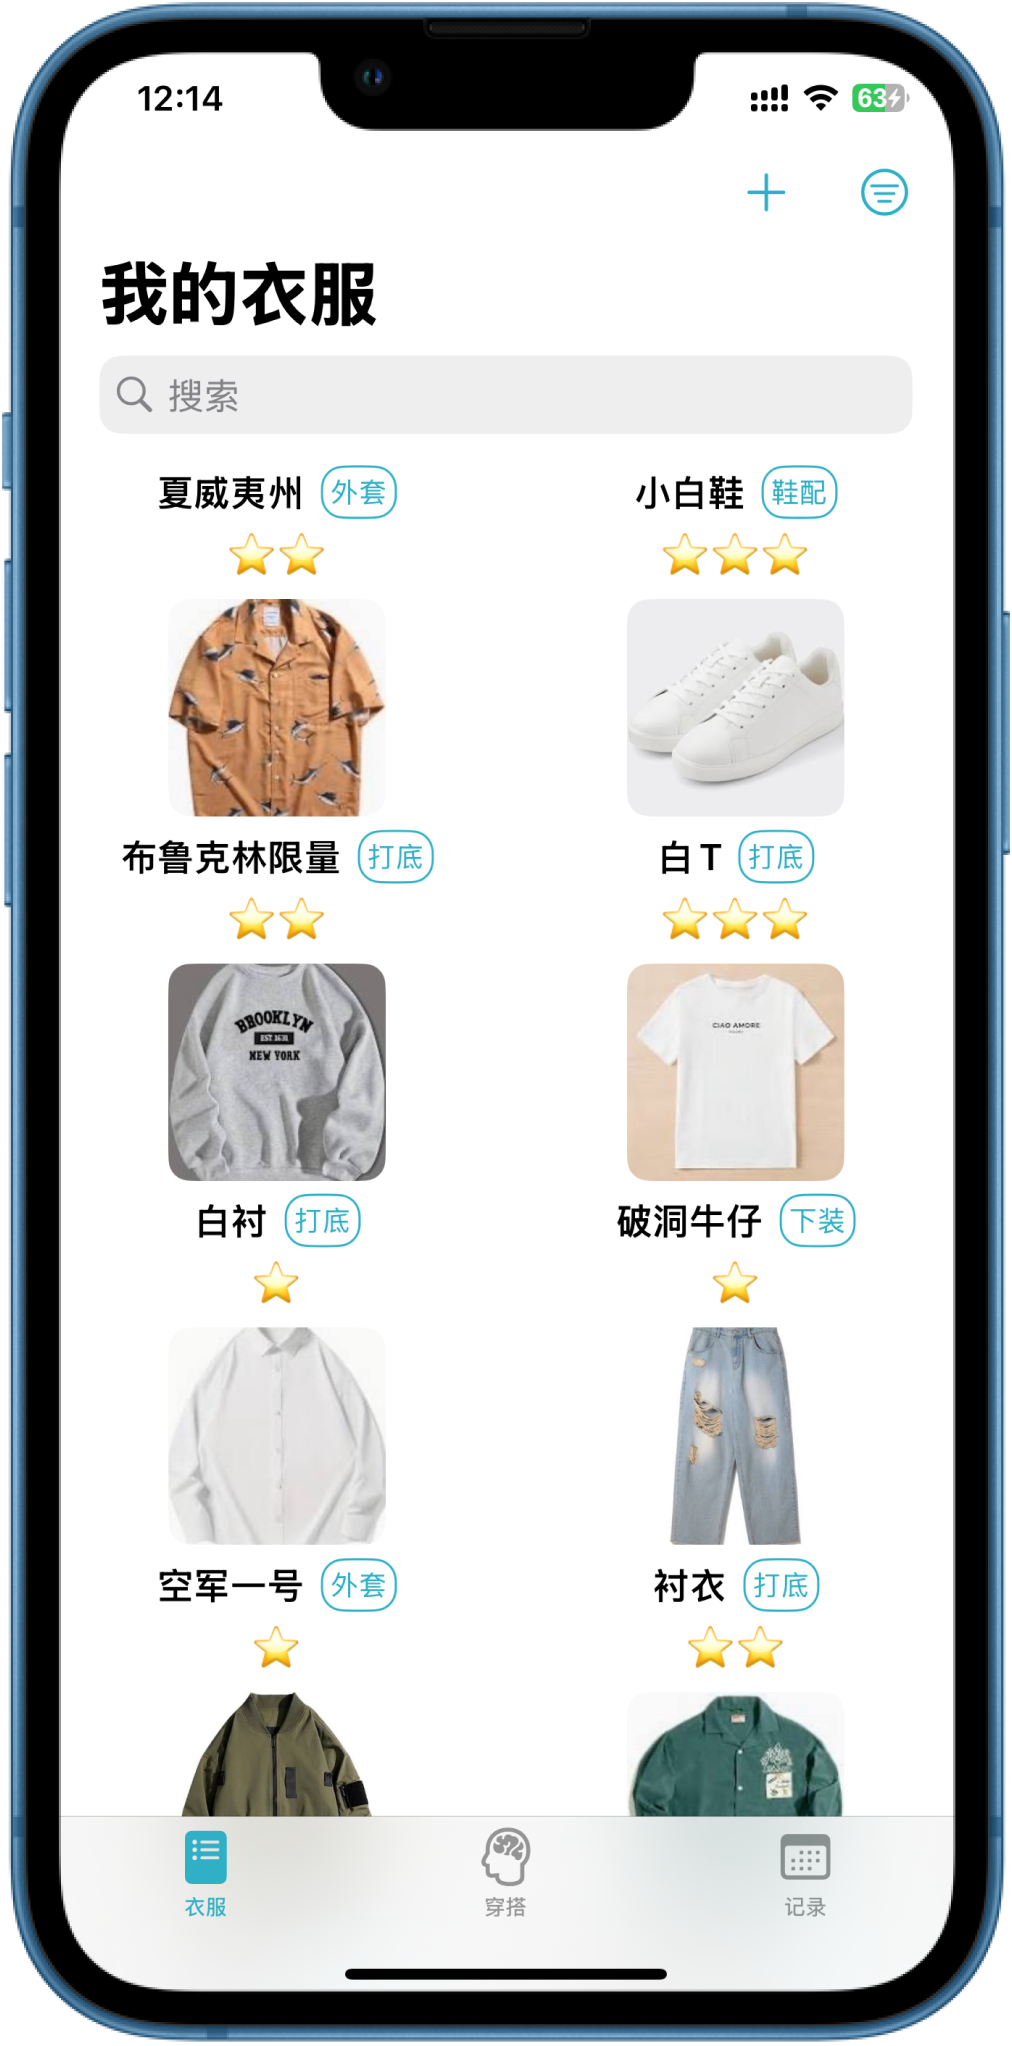 12:14
63
我的衣服
搜索
夏威夷州 外套
小白鞋 鞋配
布鲁克林限量 打底
白T 打底
BROOKLYN
EST. 1631
NEW YORK
CIAO AMORE
白衬 打底
破洞牛仔 下装
空军一号 外套
衬衣 打底
衣服
穿搭
记录